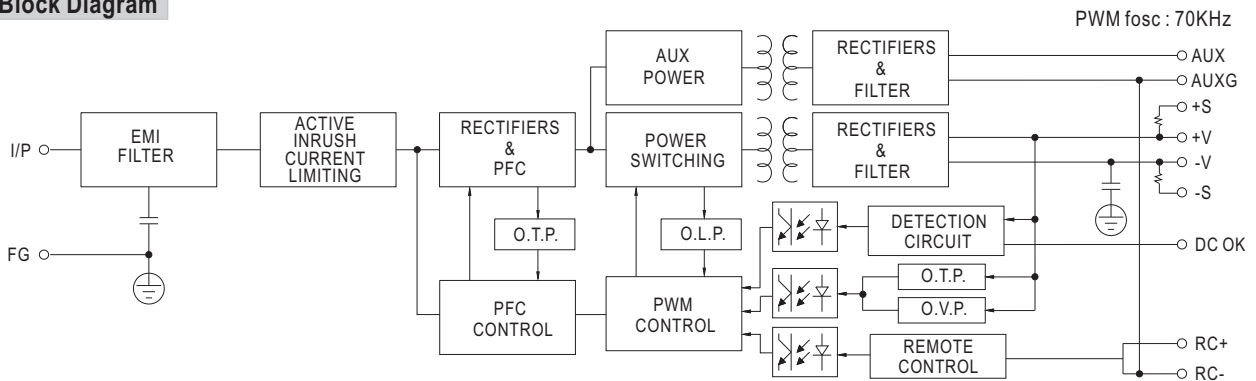 Block Diagram
PWM fosc : 70KHz
I/P
EMI
FILTER
ACTIVE
INRUSH
CURRENT
LIMITING
RECTIFIERS
&
PFC
AUX
POWER
RECTIFIERS
&
FILTER
AUX
AUXG
POWER
SWITCHING
RECTIFIERS
&
FILTER
+S
+V
-V
-S
FG
O.T.P.
O.L.P.
DETECTION
CIRCUIT
DC OK
PFC
CONTROL
PWM
CONTROL
O.T.P.
O.V.P.
REMOTE
CONTROL
RC+
RC-